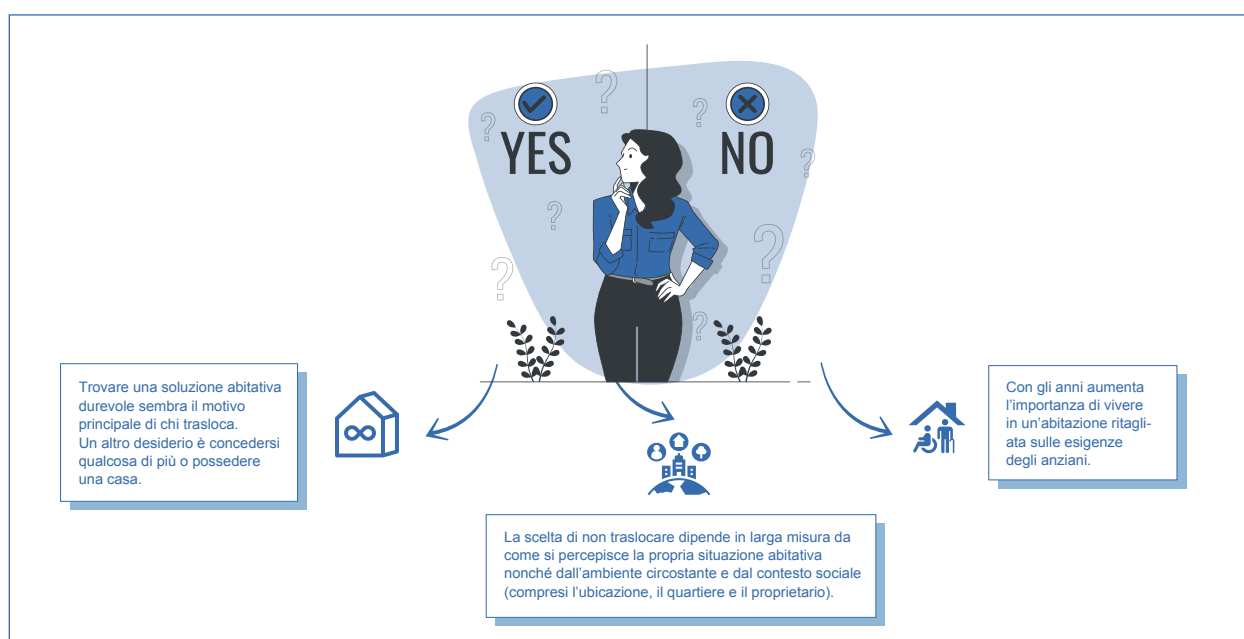 YES
NO
Trovare una soluzione abitativa
durevole sembra il motivo
principale di chi trasloca.
Un altro desiderio è concedersi
qualcosa di più o possedere
una casa.
La scelta di non traslocare dipende in larga misura da
come si percepisce la propria situazione abitativa
nonché dall’ambiente circostante e dal contesto sociale
(compresi l’ubicazione, il quartiere e il proprietario).
Con gli anni aumenta
l’importanza di vivere
in un’abitazione ritagli-
ata sulle esigenze
degli anziani.